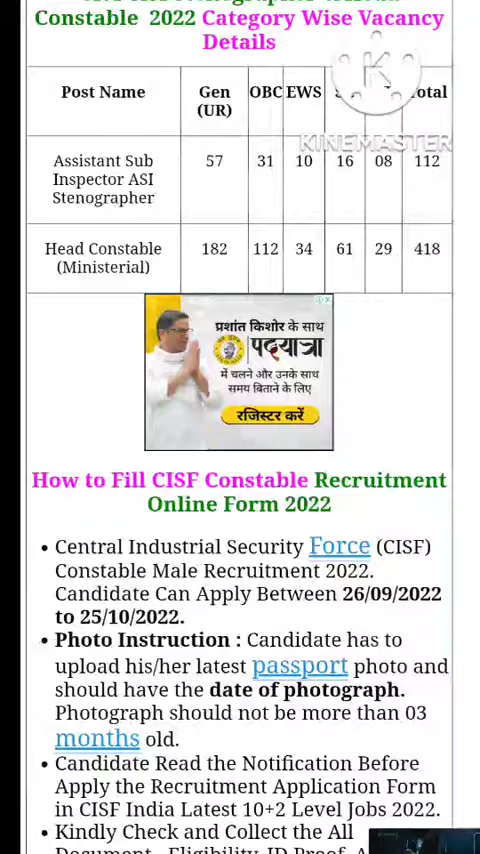 Constable 2022 Category Wise Vacancy
Details
Post Name
Gen
(UR)
OBC
EWS
KINEMASTER
Assistant Sub
Inspector ASI
Stenographer
57
31
10
16
08
112
Head Constable
(Ministerial)
182
112
34
61
29
418
प्रशांत किशोर के साथ
पदयात्रा
में चलने और उनके साथ
समय बिताने के लिए
रजिस्टर करें
How to Fill CISF Constable Recruitment
Online Form 2022
• Central Industrial Security Force (CISF)
Constable Male Recruitment 2022.
Candidate Can Apply Between 26/09/2022
to 25/10/2022.
• Photo Instruction : Candidate has to
upload his/her latest passport photo and
should have the date of photograph.
Photograph should not be more than 03
months old.
• Candidate Read the Notification Before
Apply the Recruitment Application Form
in CISF India Latest 10+2 Level Jobs 2022.
• Kindly Check and Collect the All